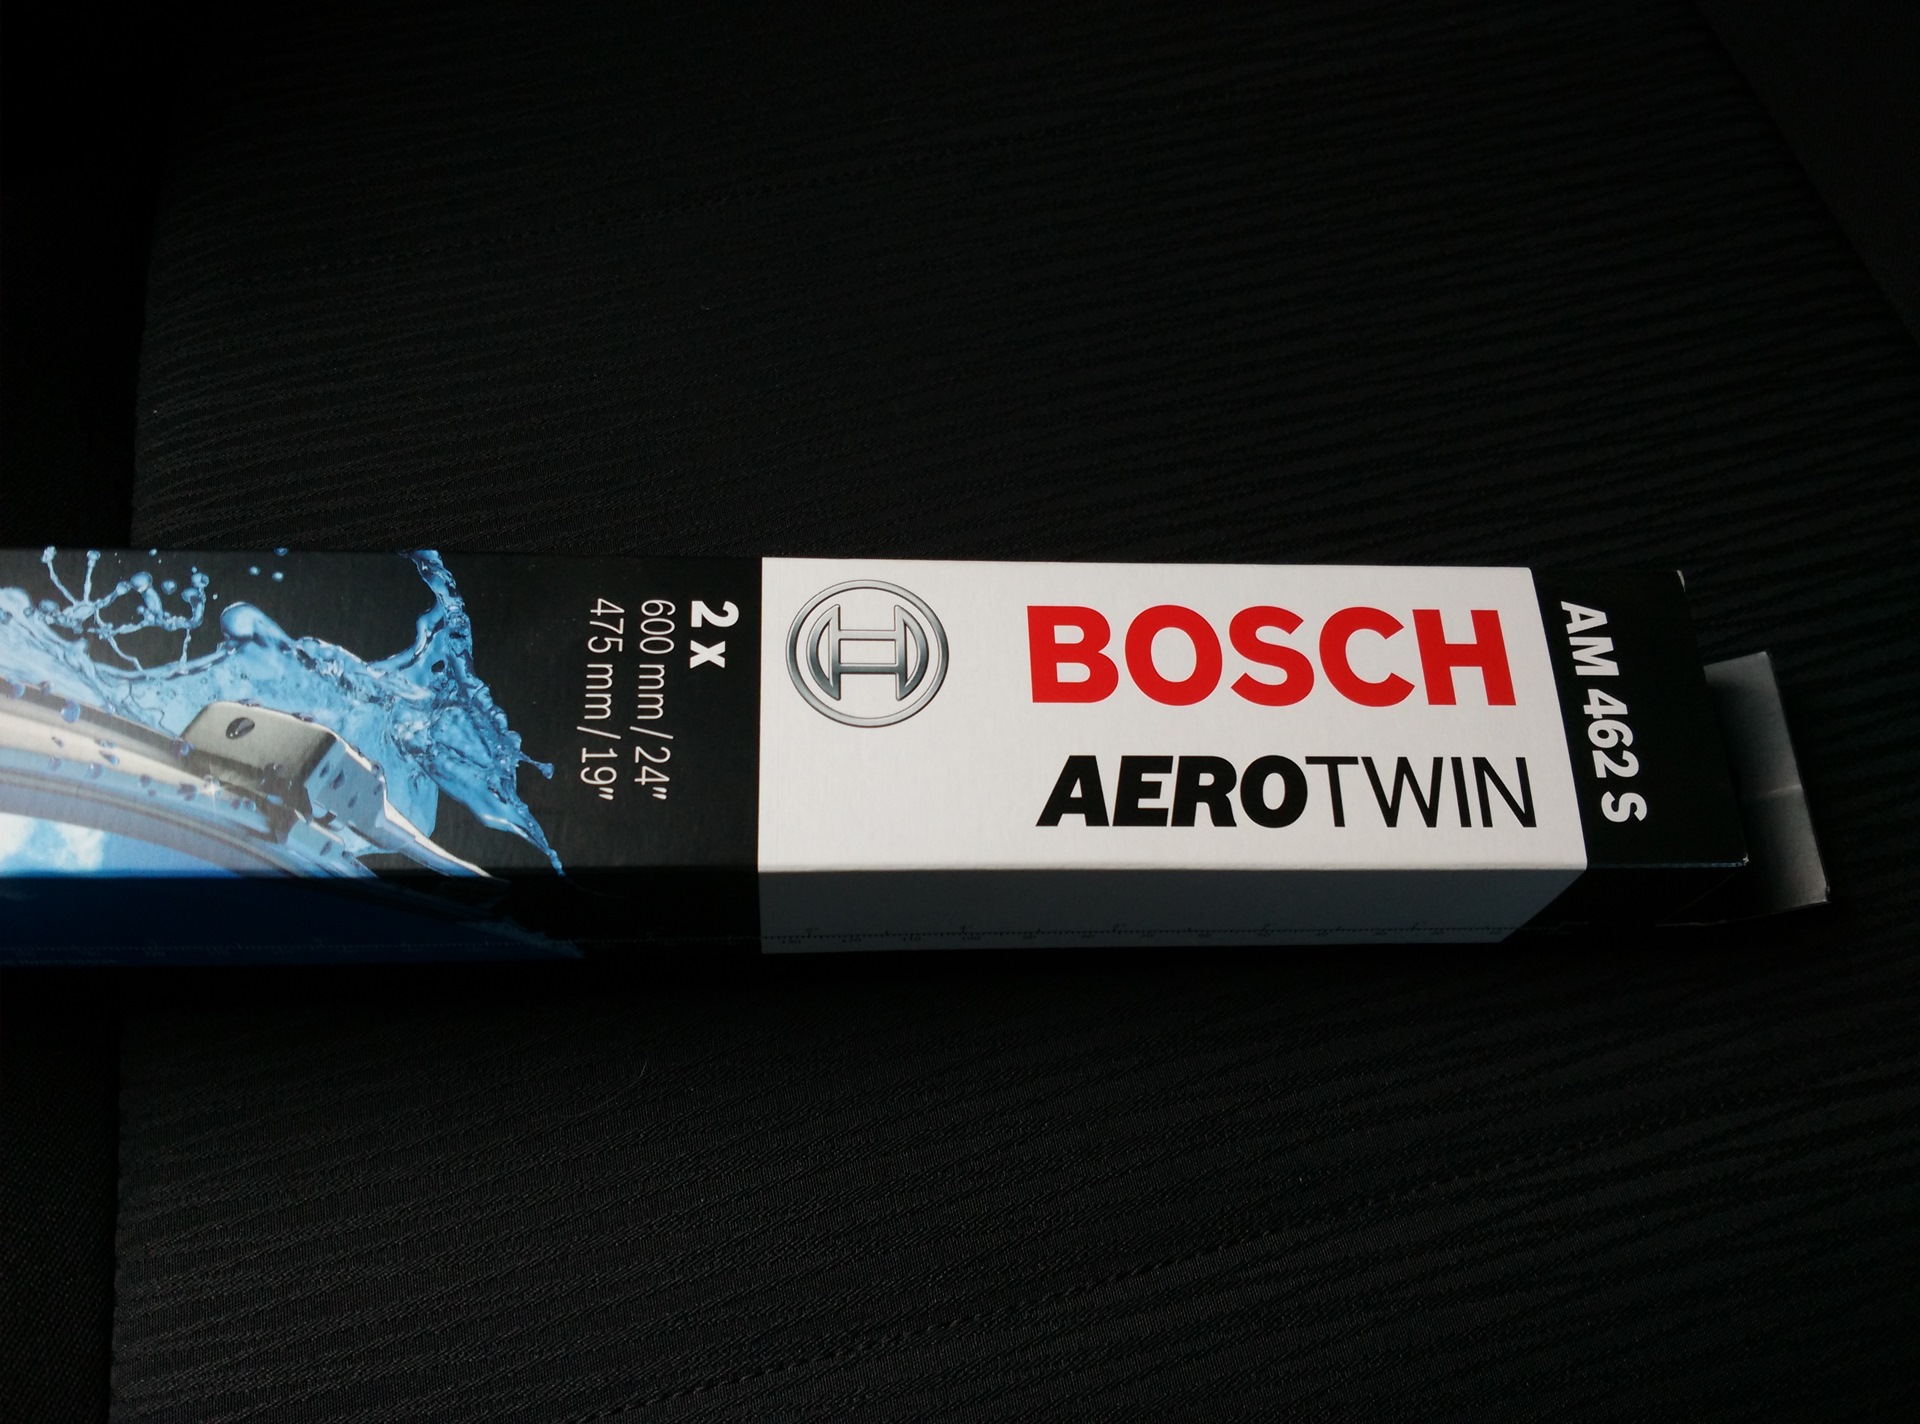 2 x
600 mm / 24"
475 mm / 19"
BOSCH
AEROTWIN
AM 462 S